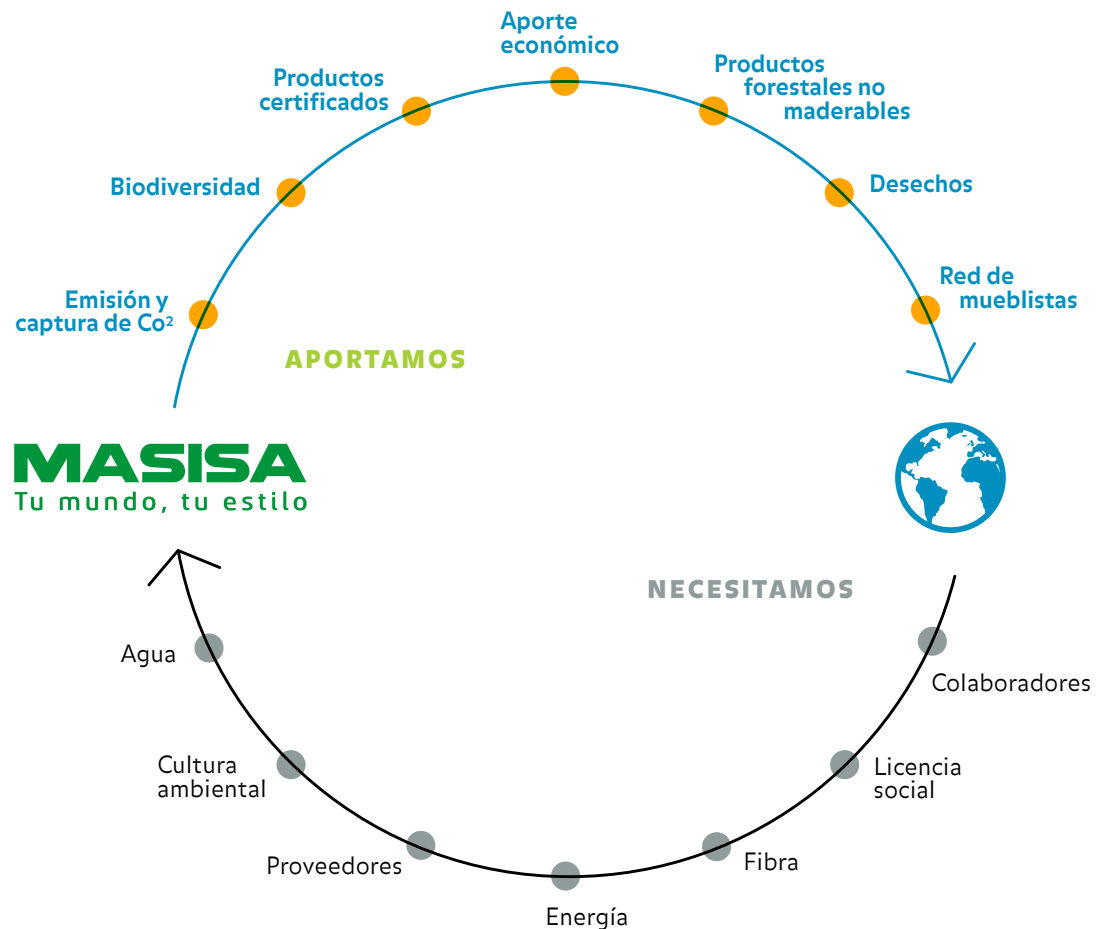 Aporte
económico
Productos
certificados
Productos
forestales no
maderables
Biodiversidad
Desechos
Emisión y
captura de Co²
Red de
mueblistas
APORTAMOS
MASISA
Tu mundo, tu estilo
NECESITAMOS
Agua
Colaboradores
Cultura
ambiental
Licencia
social
Proveedores
Fibra
Energía